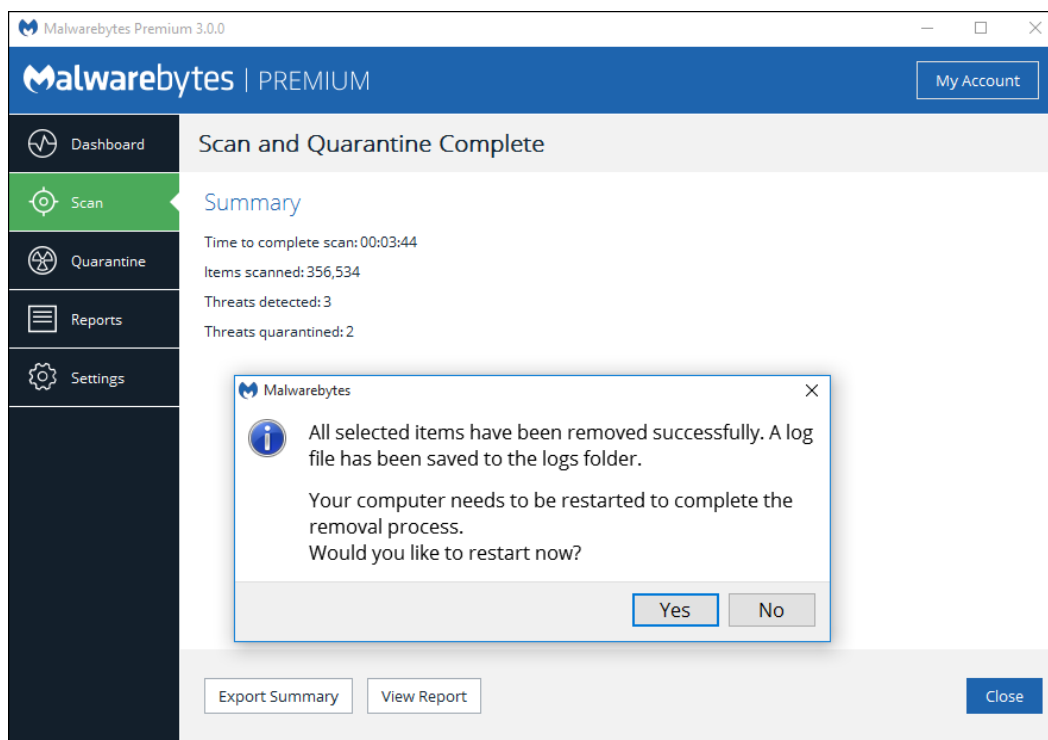 Malwarebytes Premium 3.0.0
Malwarebytes | PREMIUM
My Account
Dashboard
Scan
Quarantine
Reports
Settings
Scan and Quarantine Complete
Summary
Time to complete scan: 00:03:44
Items scanned: 356,534
Threats detected: 3
Threats quarantined: 2
Malwarebytes
All selected items have been removed successfully. A log
file has been saved to the logs folder.
Your computer needs to be restarted to complete the
removal process.
Would you like to restart now?
Yes
No
Export Summary
View Report
Close